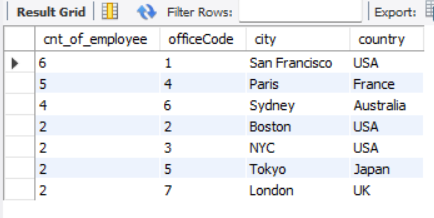 Result Grid Filter Rows: Export:
cnt_of_employee officeCode city country
6 1 San Francisco USA
5 4 Paris France
4 6 Sydney Australia
2 2 Boston USA
2 3 NYC USA
2 5 Tokyo Japan
2 7 London UK